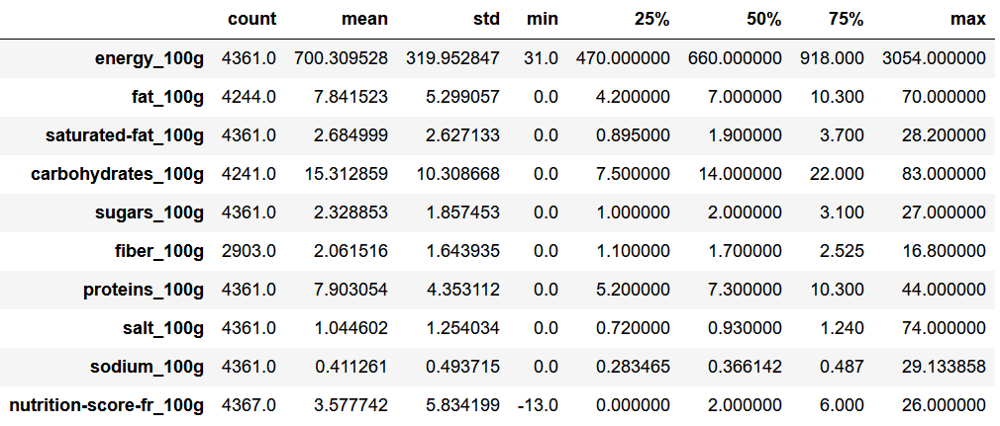 count mean std min 25% 50% 75% max
energy_100g 4361.0 700.309528 319.952847 31.0 470.000000 660.000000 918.000 3054.000000
fat_100g 4244.0 7.841523 5.299057 0.0 4.200000 7.000000 10.300 70.000000
saturated-fat_100g 4361.0 2.684999 2.627133 0.0 0.895000 1.900000 3.700 28.200000
carbohydrates_100g 4241.0 15.312859 10.308668 0.0 7.500000 14.000000 22.000 83.000000
sugars_100g 4361.0 2.328853 1.857453 0.0 1.000000 2.000000 3.100 27.000000
fiber_100g 2903.0 2.061516 1.643935 0.0 1.100000 1.700000 2.525 16.800000
proteins_100g 4361.0 7.903054 4.353112 0.0 5.200000 7.300000 10.300 44.000000
salt_100g 4361.0 1.044602 1.254034 0.0 0.720000 0.930000 1.240 74.000000
sodium_100g 4361.0 0.411261 0.493715 0.0 0.283465 0.366142 0.487 29.133858
nutrition-score-fr_100g 4367.0 3.577742 5.834199 -13.0 0.000000 2.000000 6.000 26.000000